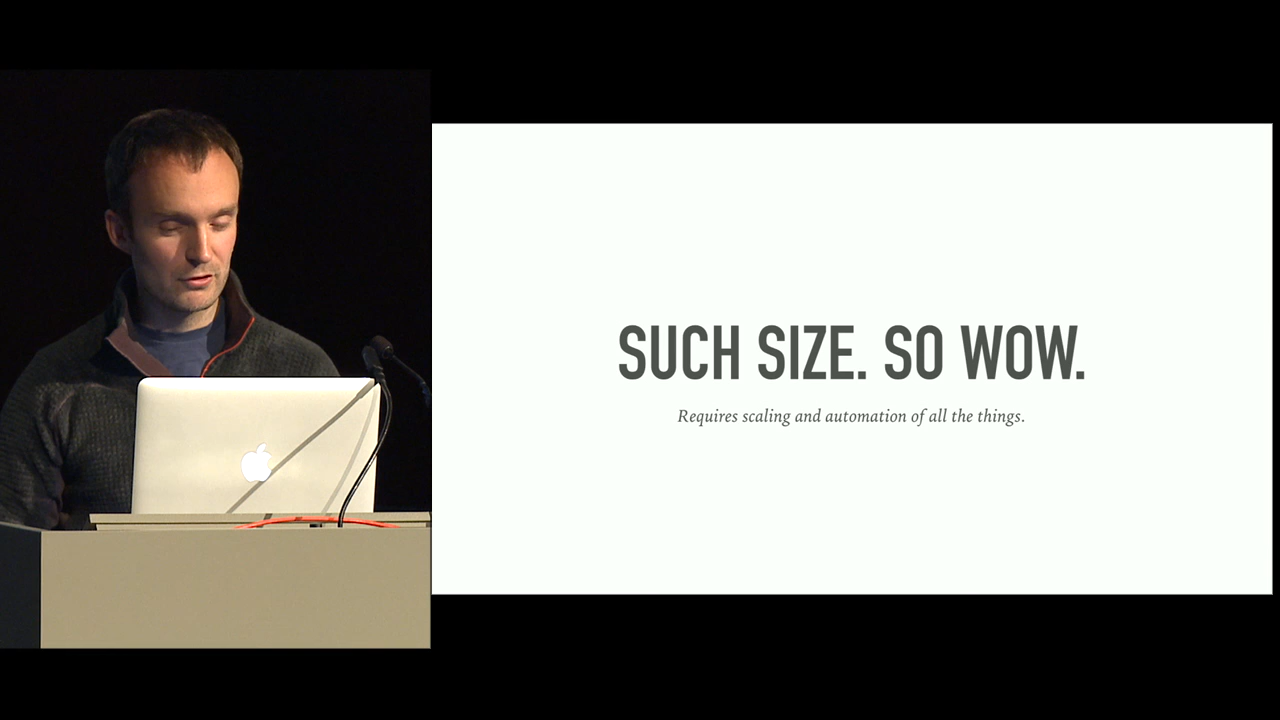 SUCH SIZE. SO WOW.
Requires scaling and automation of all the things.